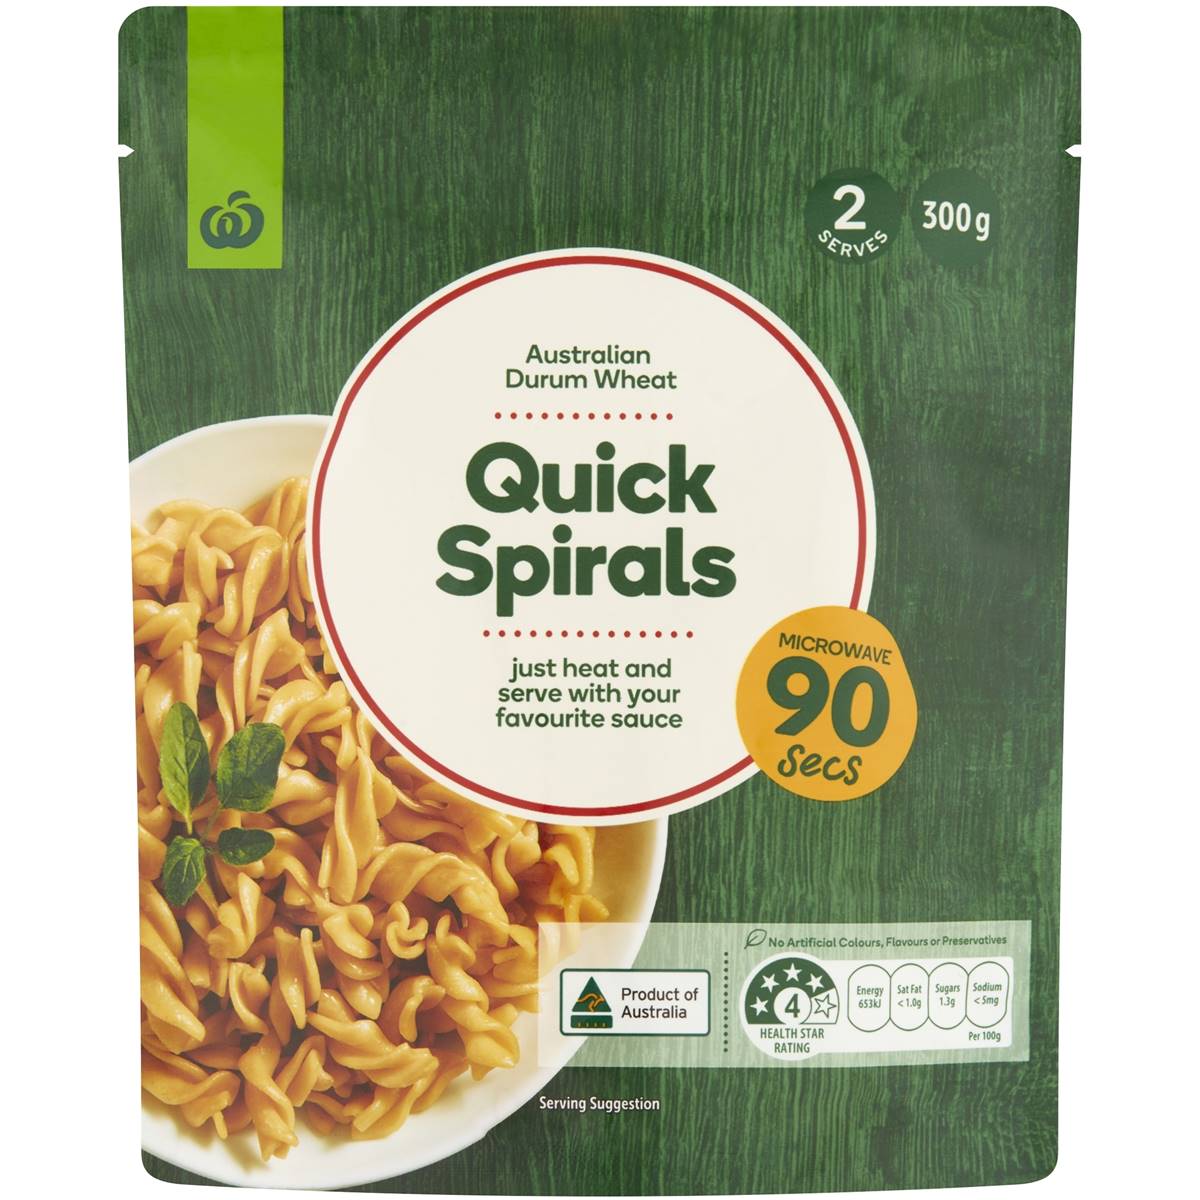 2
SERVES
300g
Australian
Durum Wheat
Quick
Spirals
just heat and
serve with your
favourite sauce
MICROWAVE
90
secs
No Artificial Colours, Flavours or Preservatives
Product of
Australia
4
HEALTH STAR
RATING
Energy
653kJ
Sat Fat
<1.0g
Sugars
1.3g
Sodium
<5mg
Per 100g
Serving Suggestion